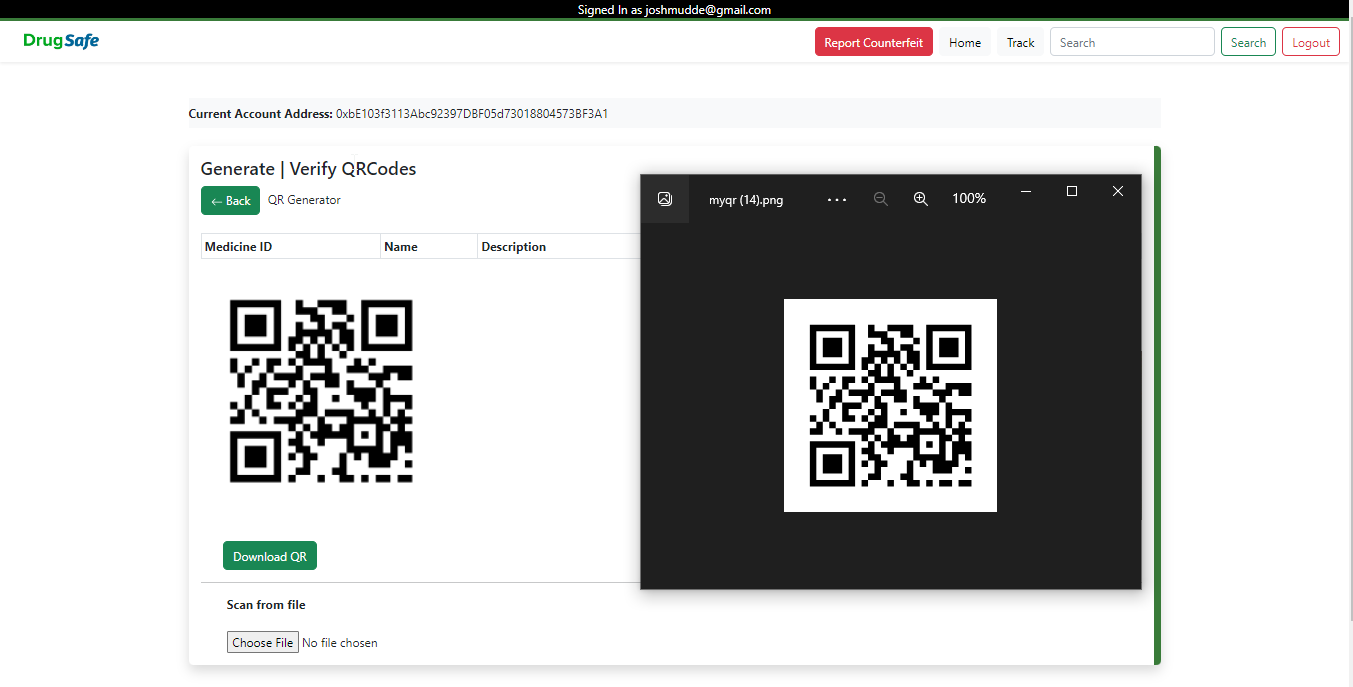 Signed In as joshmudde@gmail.com
DrugSafe
Report Counterfeit Home Track Search Search Logout
Current Account Address: 0xbE103f3113Abc92397DBF05d73018804573BF3A1
Generate | Verify QRCodes
← Back QR Generator
Medicine ID Name Description
myqr (14).png ... 100%
Download QR
Scan from file
Choose File No file chosen